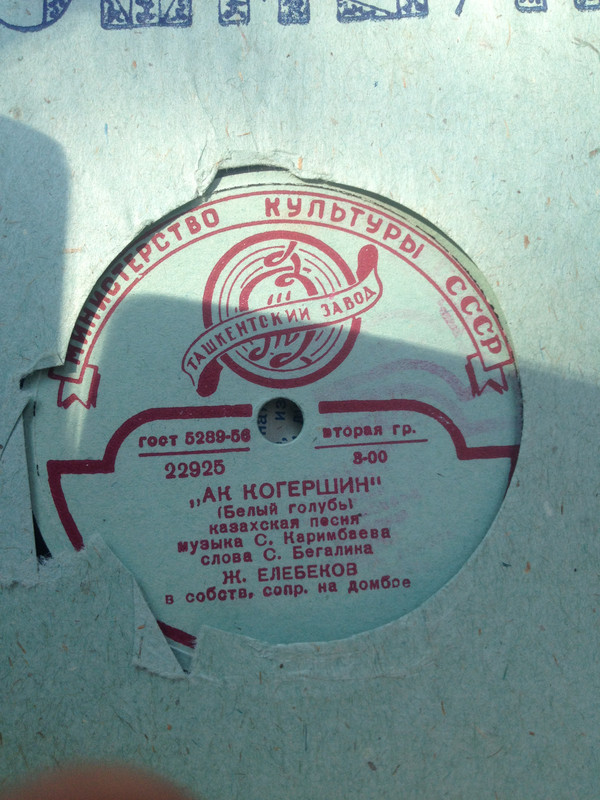 МИНИСТЕРСТВО КУЛЬТУРЫ СССР
ТАШКЕНТСКИЙ ЗАВОД
гост 5289-56
вторая гр.
22925
3-00
„АК КОГЕРШИН“
(Белый голубь)
казахская песня
музыка С. Каримбаева
слова С. Бегалина
Ж. ЕЛЕБЕКОВ
в собств. сопр. на домбое